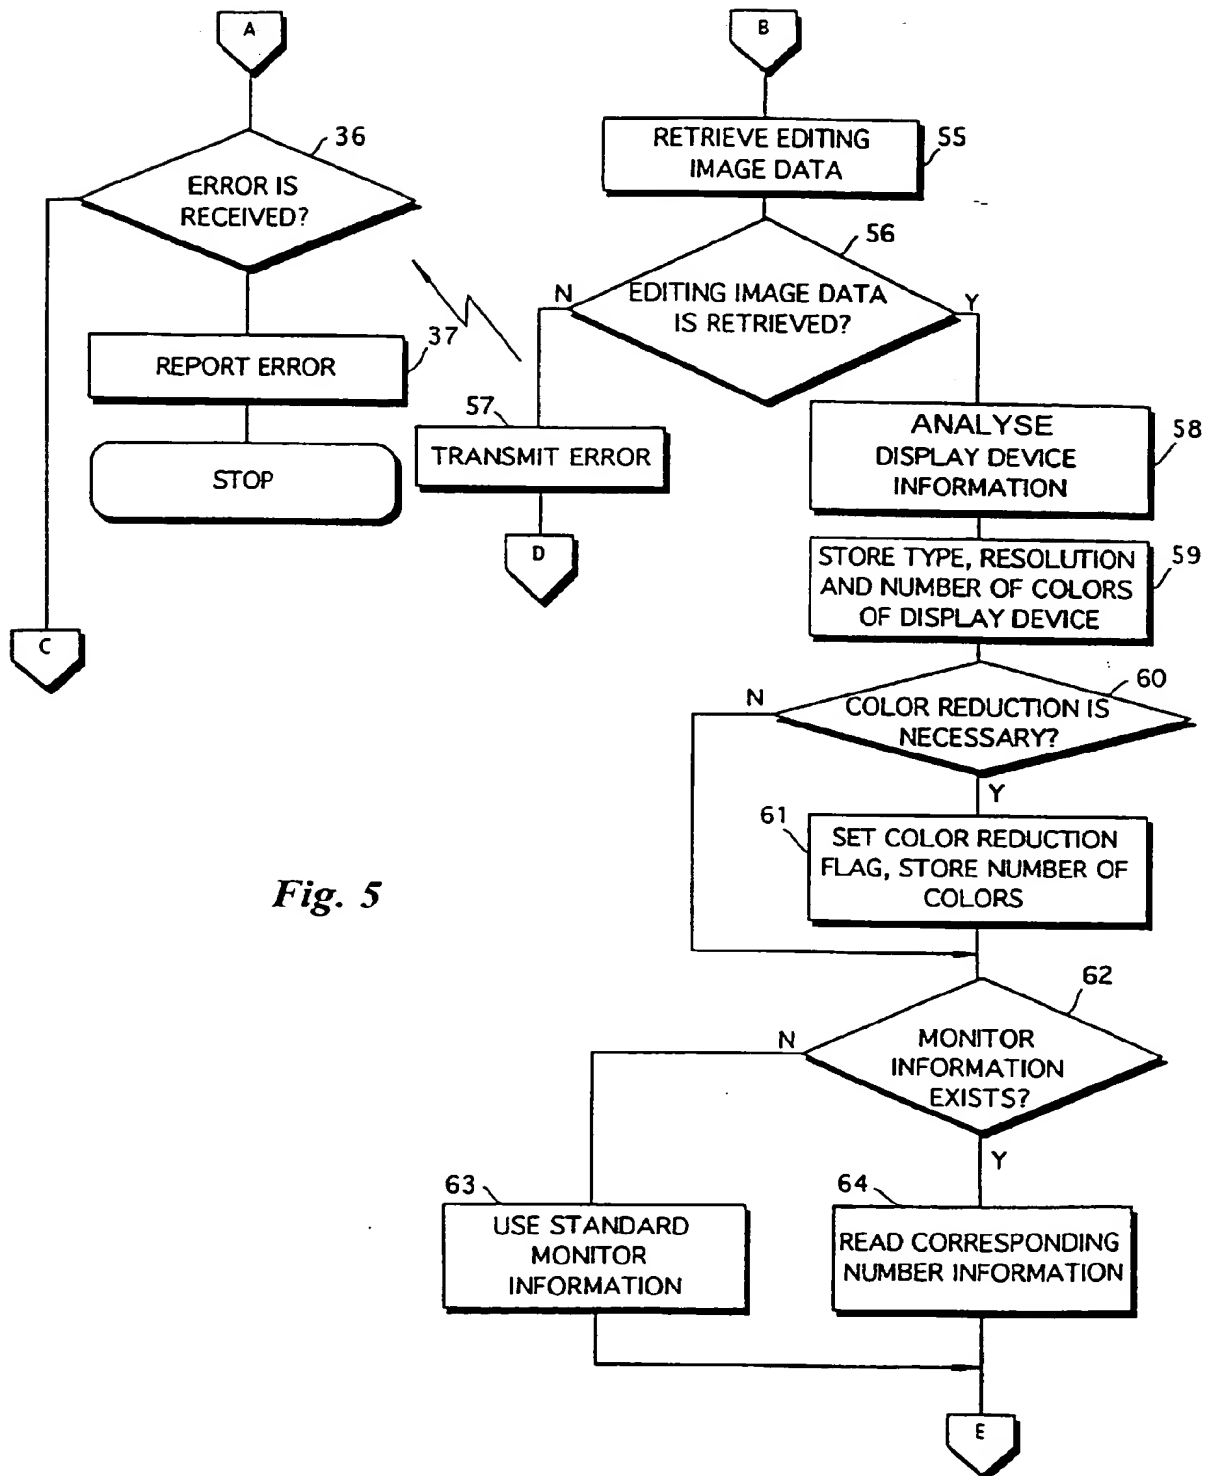 A
36
ERROR IS
RECEIVED?
37
REPORT ERROR
STOP
C
B
RETRIEVE EDITING
IMAGE DATA
55
56
EDITING IMAGE DATA
IS RETRIEVED?
N
Y
57
TRANSMIT ERROR
D
ANALYSE
DISPLAY DEVICE
INFORMATION
58
STORE TYPE, RESOLUTION
AND NUMBER OF COLORS
OF DISPLAY DEVICE
59
60
COLOR REDUCTION IS
NECESSARY?
N
Y
61
SET COLOR REDUCTION
FLAG, STORE NUMBER OF
COLORS
Fig. 5
62
MONITOR
INFORMATION
EXISTS?
N
Y
63
USE STANDARD
MONITOR
INFORMATION
64
READ CORRESPONDING
NUMBER INFORMATION
E